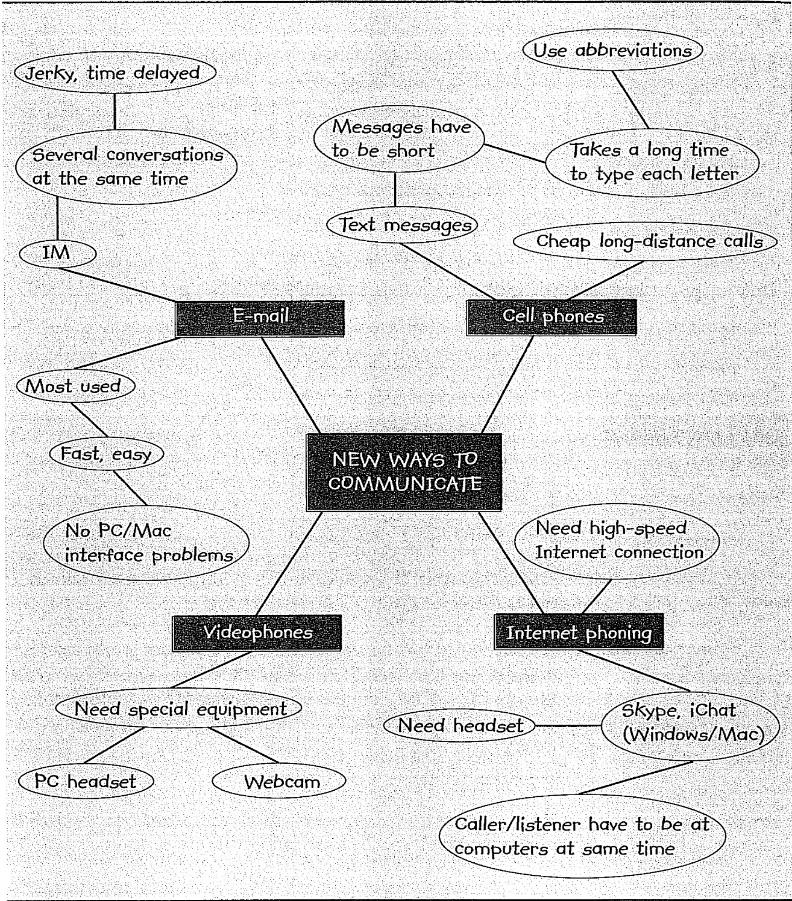 Use abbreviations
Jerky, time delayed
Messages have
to be short
Several conversations
at the same time
Takes a long time
to type each letter
Text messages
Cheap long-distance calls
IM
E-mail
Cell phones
Most used
Fast, easy
NEW WAYS TO
COMMUNICATE
No PC/Mac
interface problems
Need high-speed
Internet connection
Videophones
Internet phoning
Need special equipment
Need headset
Skype, iChat
(Windows/Mac)
PC headset
Webcam
Caller/listener have to be at
computers at same time